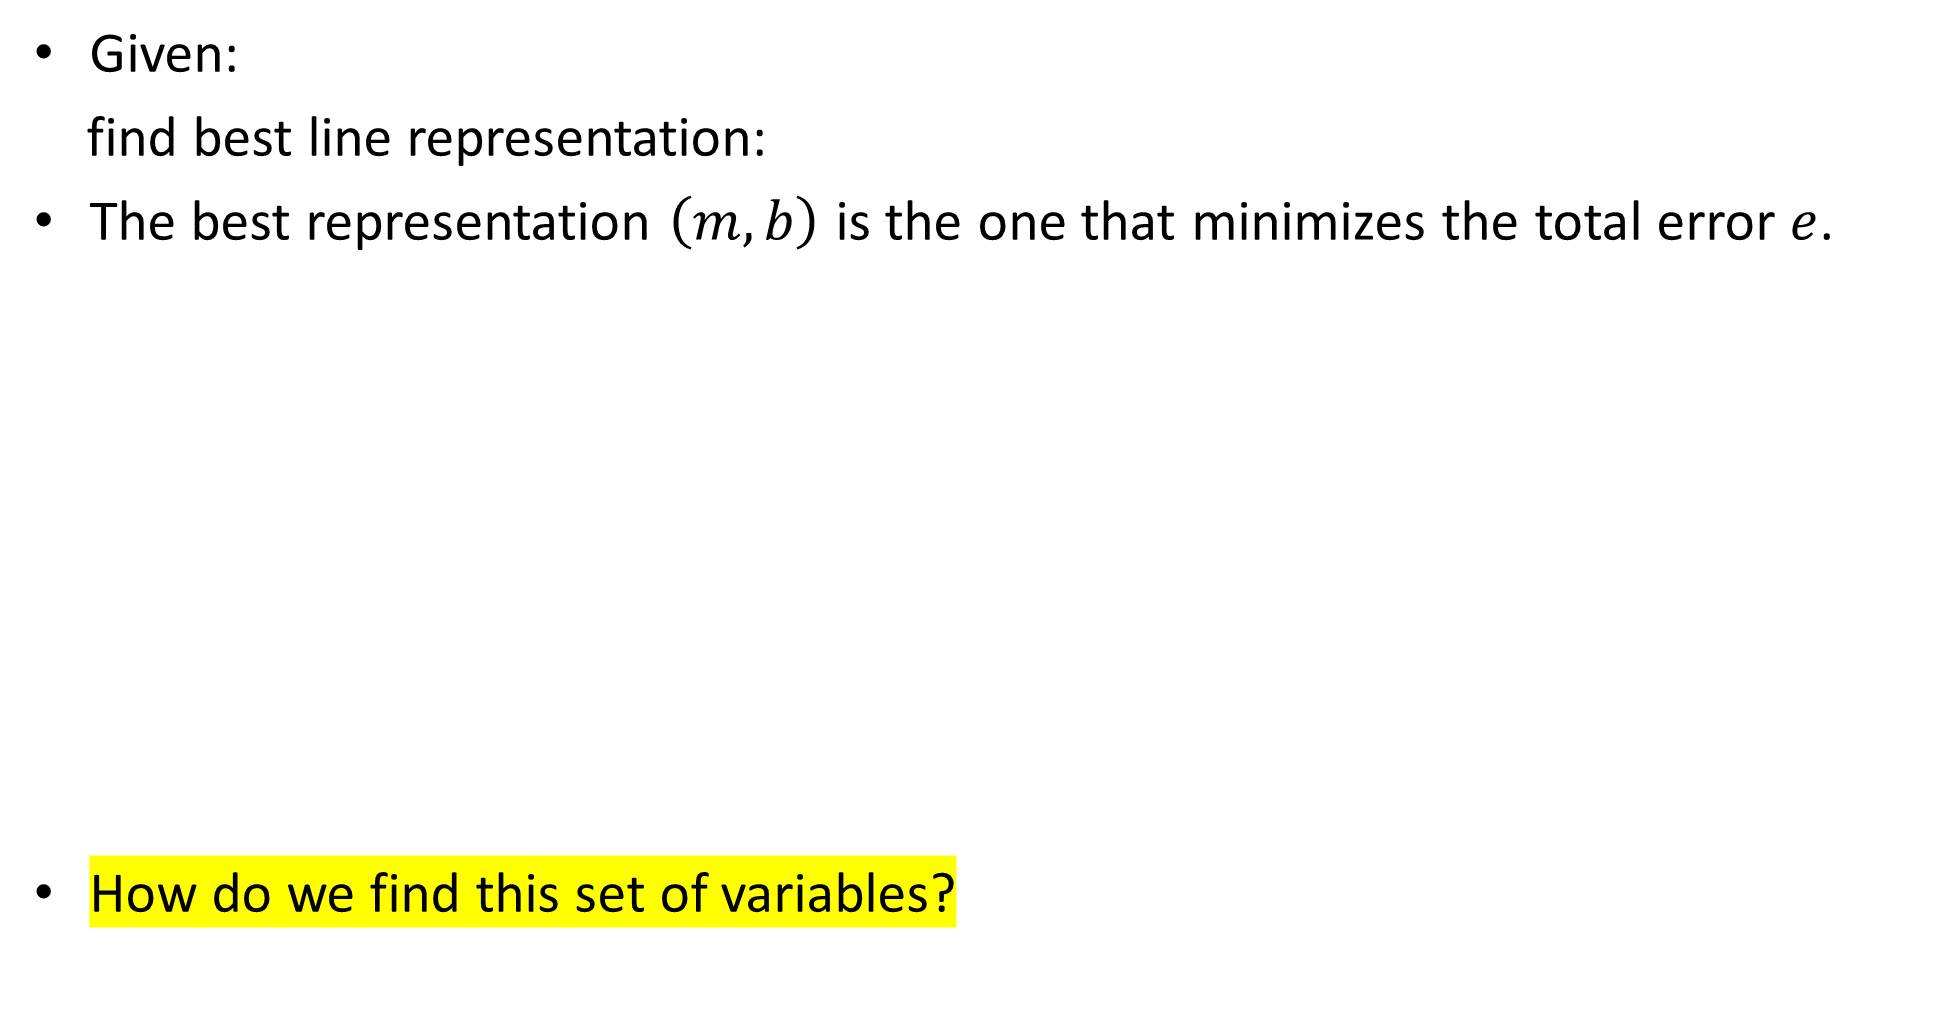 • Given:
find best line representation:
• The best representation (m, b) is the one that minimizes the total error e.
• How do we find this set of variables?